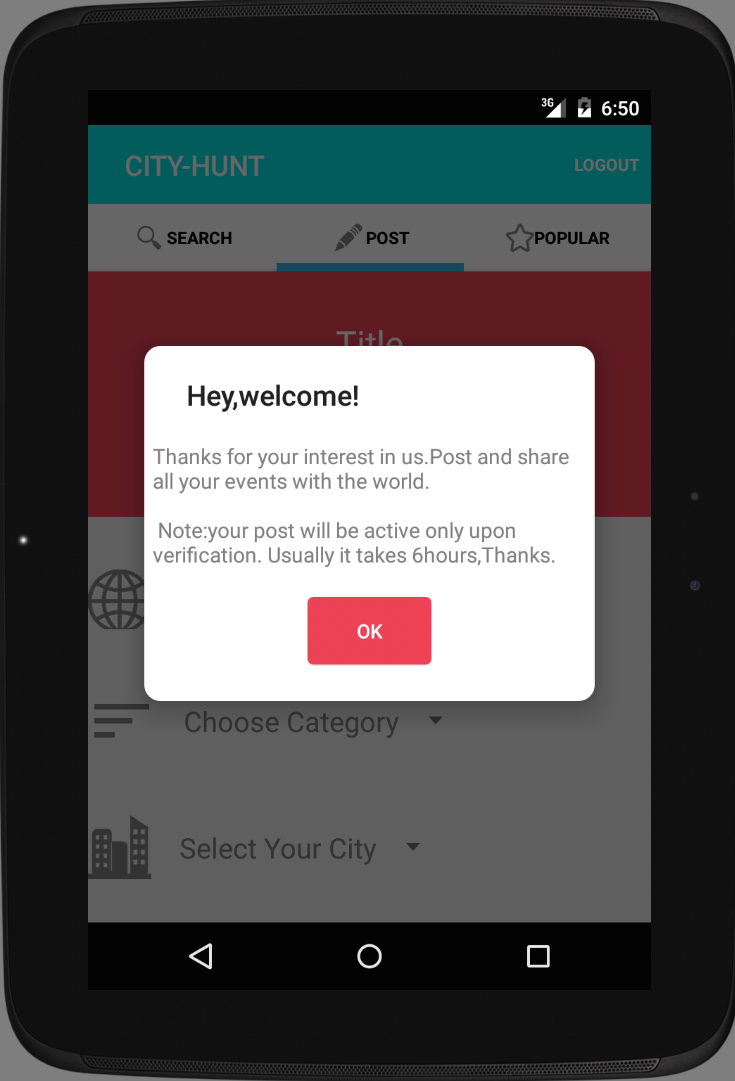 3G 6:50
CITY-HUNT LOGOUT
SEARCH POST POPULAR
Title
Hey,welcome!
Thanks for your interest in us.Post and share
all your events with the world.
Note:your post will be active only upon
verification. Usually it takes 6hours,Thanks.
OK
Choose Category
Select Your City